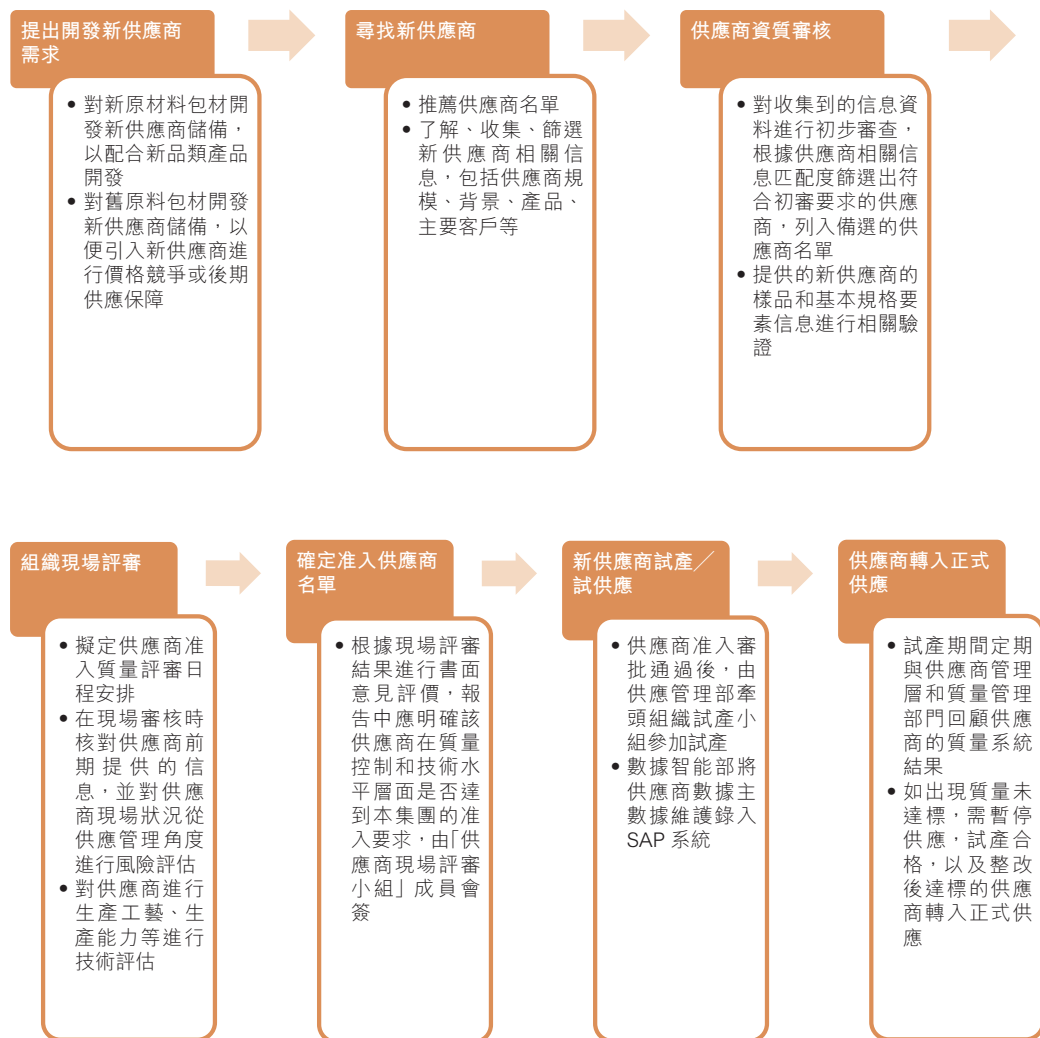 提出開發新供應商
需求
• 對新原材料包材開
發新供應商儲備，
以配合新品類產品
開發
• 對舊原料包材開發
新供應商儲備，以
便引入新供應商進
行價格競爭或後期
供應保障
尋找新供應商
• 推薦供應商名單
• 了解、收集、篩選
新供應商相關信
息，包括供應商規
模、背景、產品、
主要客戶等
供應商資質審核
• 對收集到的信息資
料進行初步審查，
根據供應商相關信
息匹配度篩選出符
合初審要求的供應
商，列入備選的供
應商名單
• 提供的新供應商的
樣品和基本規格要
素信息進行相關驗
證
組織現場評審
• 擬定供應商准
入質量評審日
程安排
• 在現場審核時
核對供應商前
期提供的信
息，並對供應
商現場狀況從
供應管理角度
進行風險評估
• 對供應商進行
生產工藝、生
產能力等進行
技術評估
確定准入供應商
名單
• 根據現場評審
結果進行書面
意見評價，報
告中應明確該
供應商在質量
控制和技術水
平層面是否達
到本集團的准
入要求，由「供
應商現場評審
小組」成員會
簽
新供應商試產╱
試供應
• 供應商准入審
批通過後，由
供應管理部牽
頭組織試產小
組參加試產
• 數據智能部將
供應商數據主
數據維護錄入
SAP 系統
供應商轉入正式
供應
• 試產期間定期
與供應商管理
層和質量管理
部門回顧供應
商的質量系統
結果
• 如出現質量未
達標，需暫停
供應，試產合
格，以及整改
後達標的供應
商轉入正式供
應